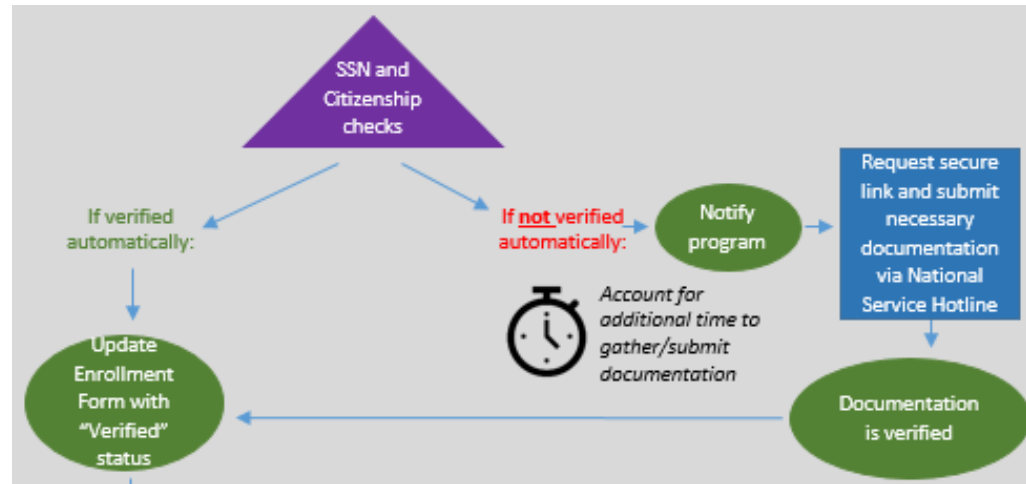 SSN and
Citizenship
checks
If verified
automatically:
If not verified
automatically:
Notify
program
Request secure
link and submit
necessary
documentation
via National
Service Hotline
Account for
additional time to
gather/submit
documentation
Update
Enrollment
Form with
“Verified”
status
Documentation
is verified